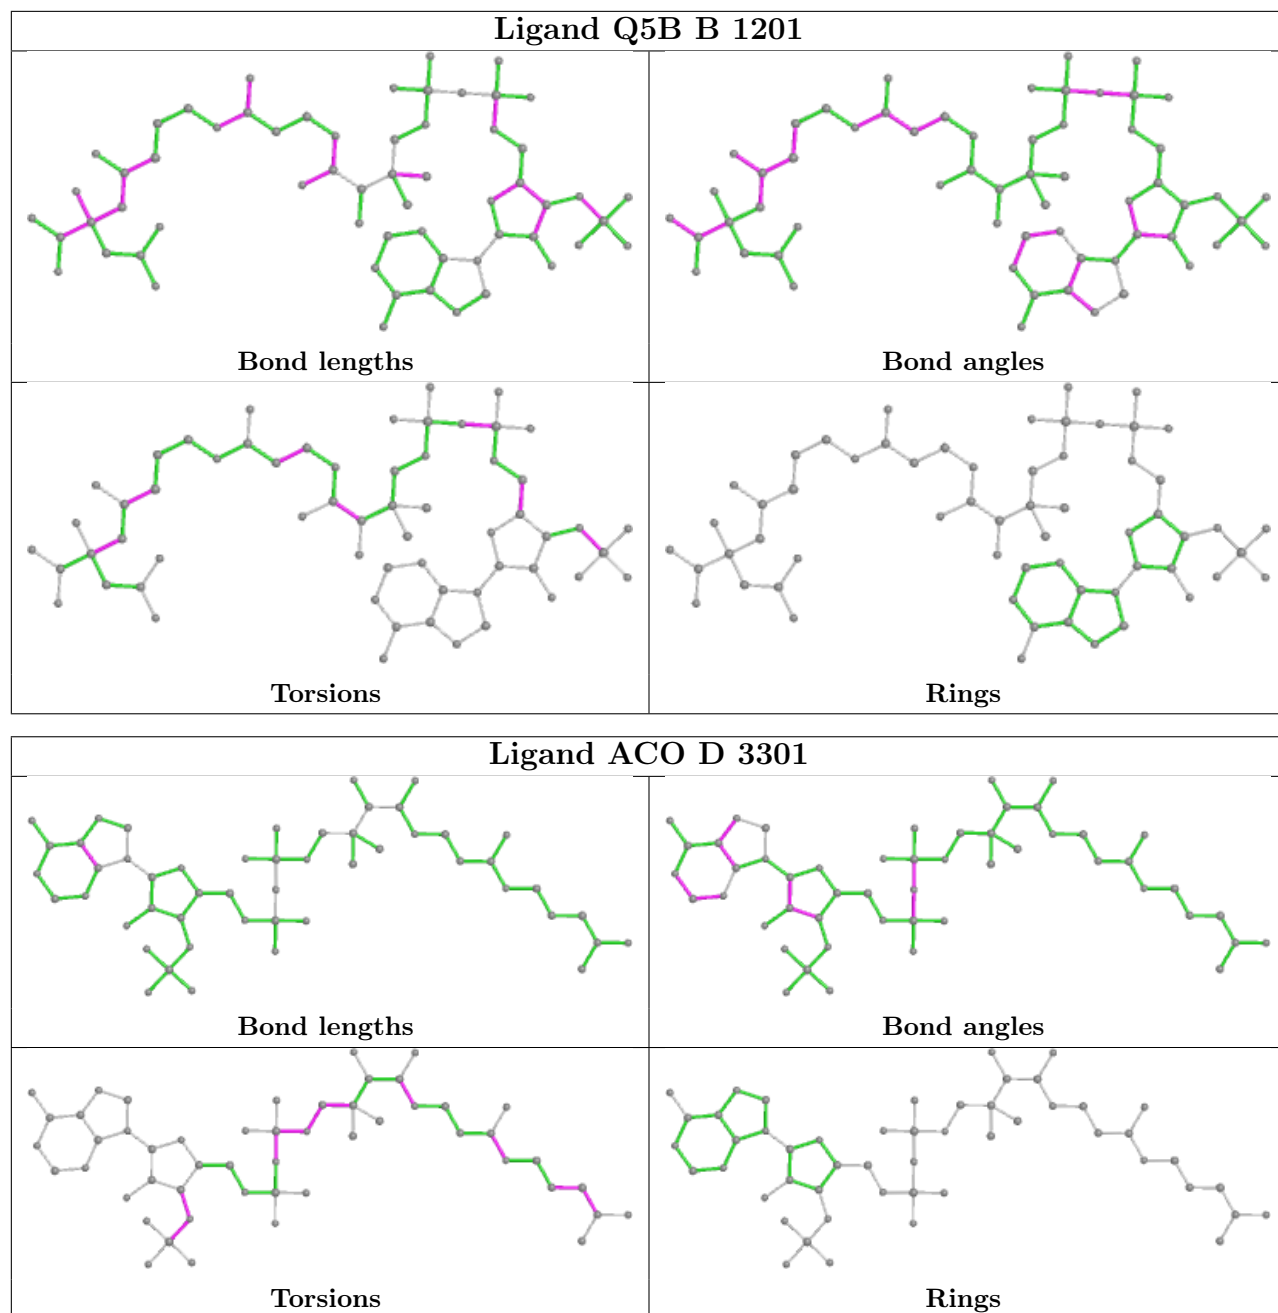 Ligand Q5B B 1201
Bond lengths
Bond angles
Torsions
Rings
Ligand ACO D 3301
Bond lengths
Bond angles
Torsions
Rings